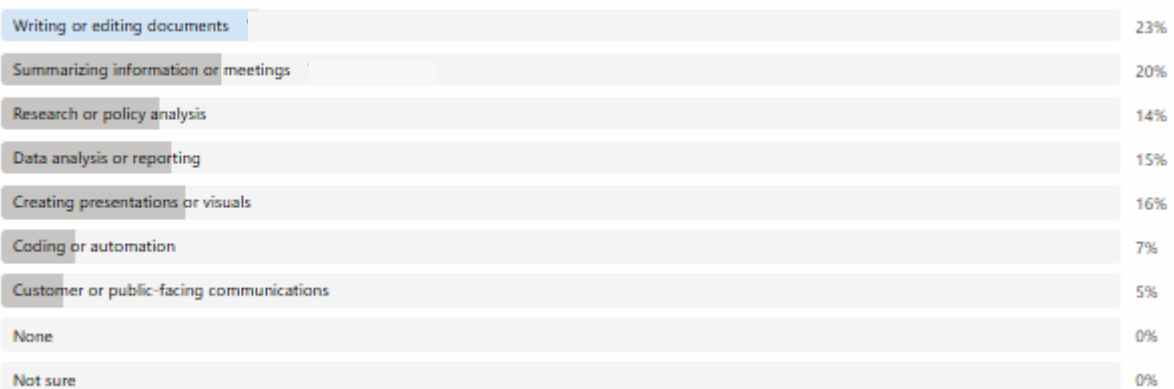 Writing or editing documents 23%
Summarizing information or meetings 20%
Research or policy analysis 14%
Data analysis or reporting 15%
Creating presentations or visuals 16%
Coding or automation 7%
Customer or public-facing communications 5%
None 0%
Not sure 0%